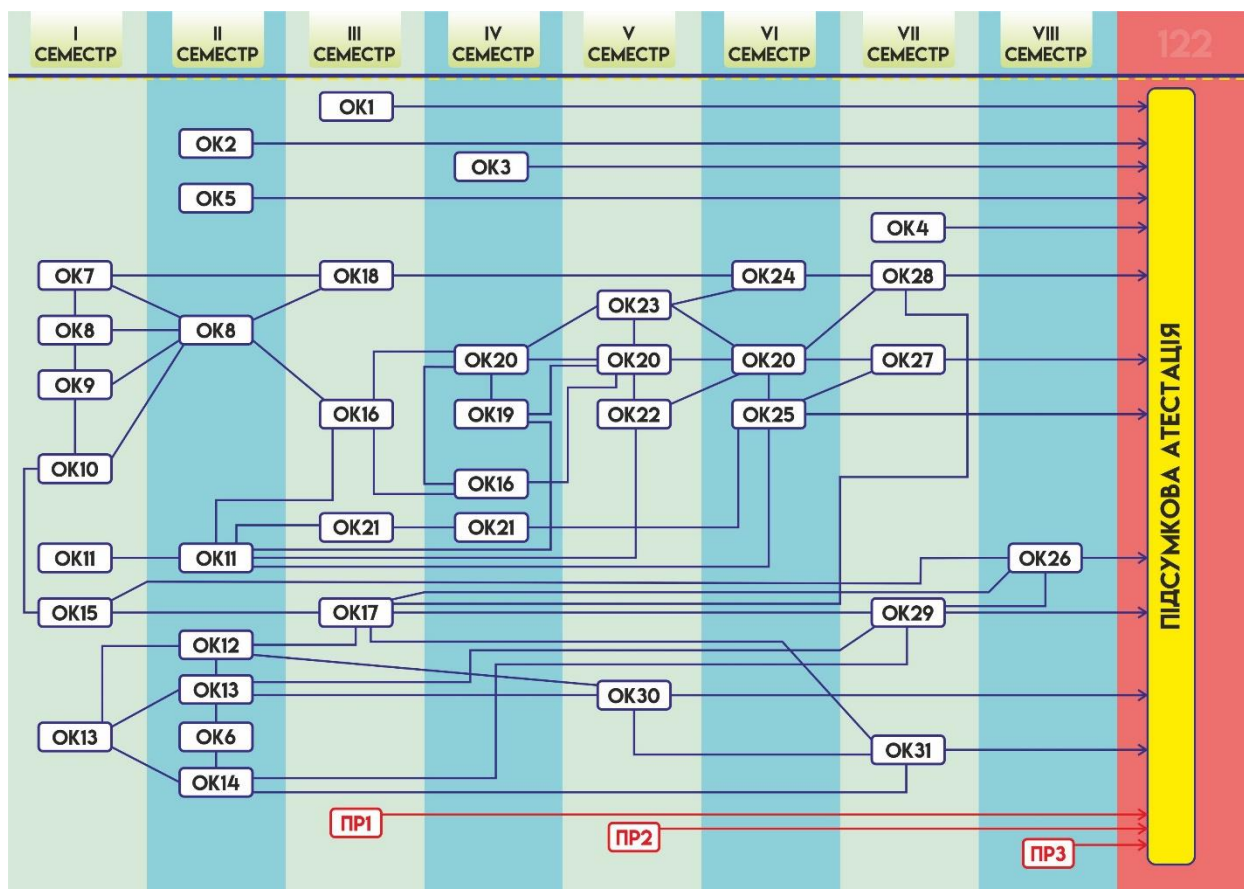 I
СЕМЕСТР
II
СЕМЕСТР
III
СЕМЕСТР
IV
СЕМЕСТР
V
СЕМЕСТР
VI
СЕМЕСТР
VII
СЕМЕСТР
VIII
СЕМЕСТР
122
ОК1
ОК2
ОК3
ОК5
ОК4
ОК7
ОК18
ОК24
ОК28
ОК23
ОК8
ОК8
ОК20
ОК20
ОК20
ОК27
ОК9
ОК16
ОК19
ОК22
ОК25
ОК10
ОК16
ОК21
ОК21
ОК11
ОК11
ОК26
ОК15
ОК17
ОК29
ОК12
ОК13
ОК30
ОК13
ОК6
ОК31
ОК14
ПР1
ПР2
ПР3
ПІДСУМКОВА АТЕСТАЦІЯ